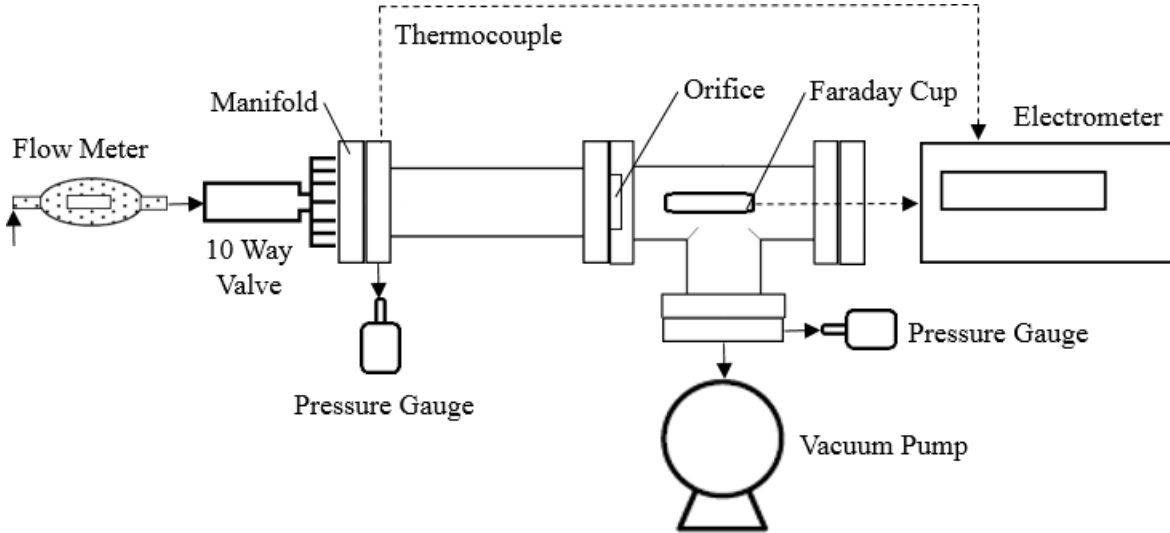 Thermocouple
Manifold
Orifice
Faraday Cup
Electrometer
Flow Meter
10 Way
Valve
Pressure Gauge
Pressure Gauge
Vacuum Pump